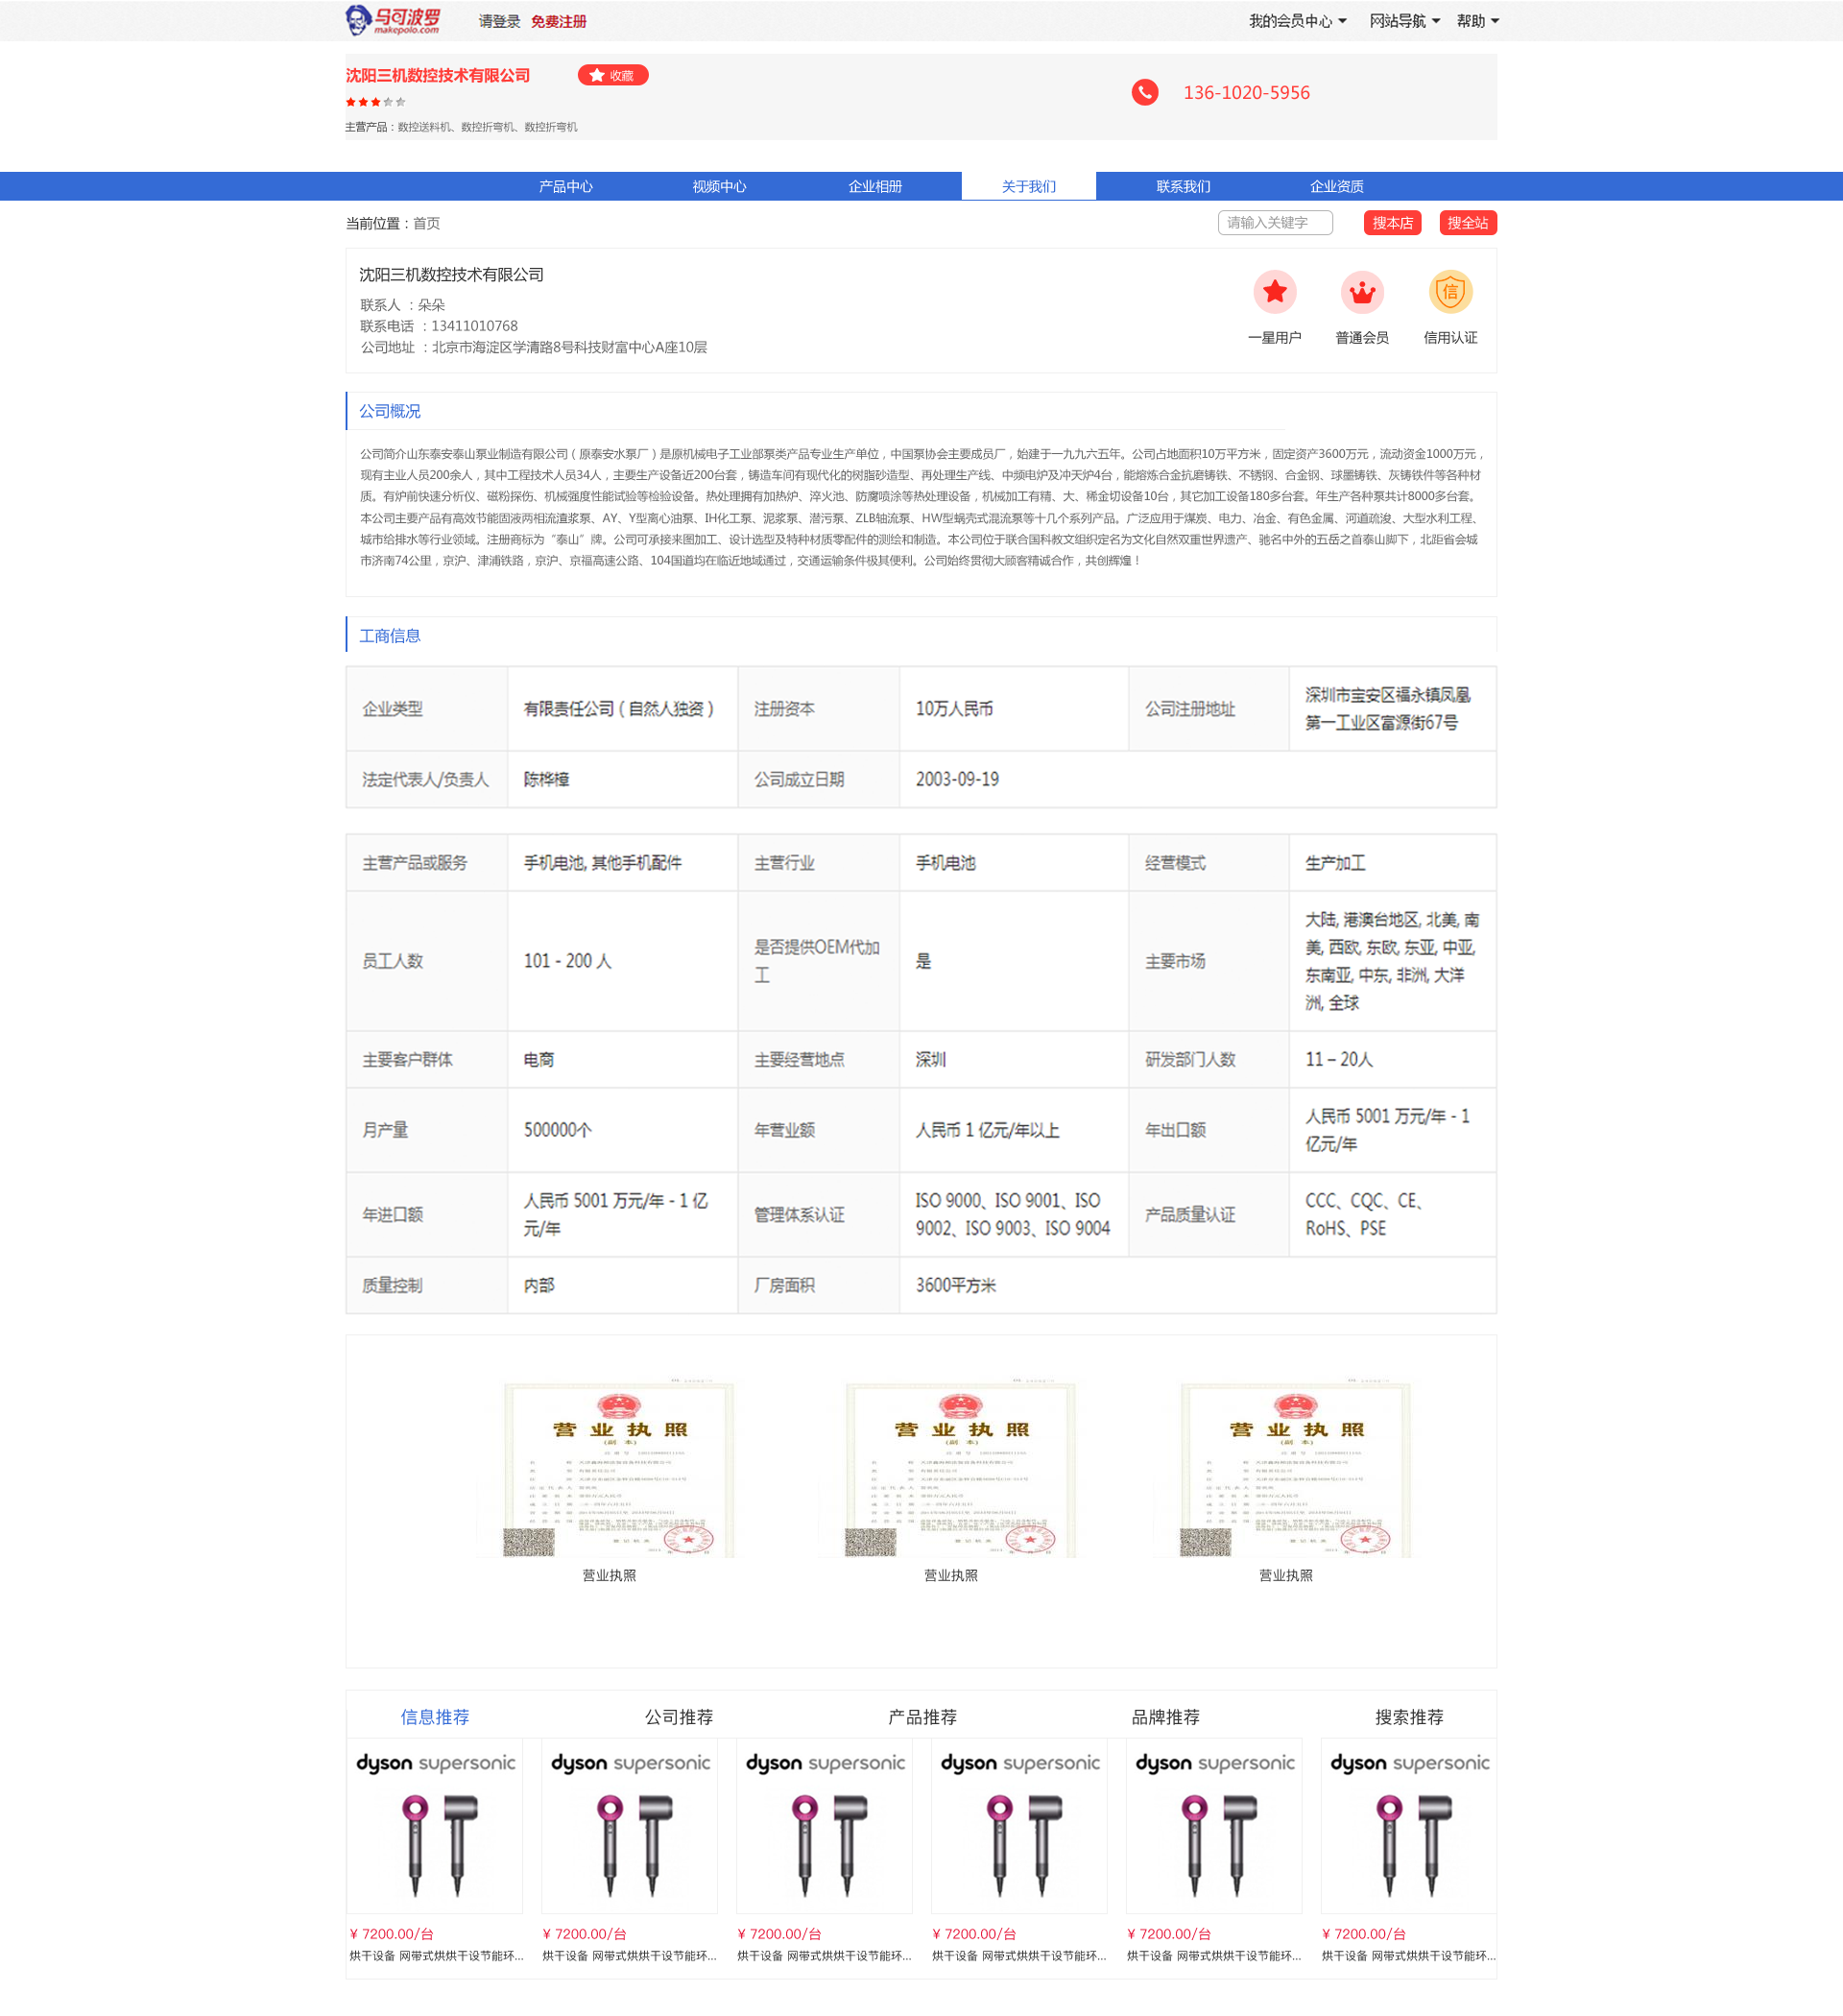 马可波罗
makepolo.com
请登录 免费注册
我的会员中心 网站导航 帮助
沈阳三机数控技术有限公司
收藏
136-1020-5956
主营产品：数控送料机、数控折弯机、数控折弯机
产品中心 视频中心 企业相册 关于我们 联系我们 企业资质
当前位置：首页
请输入关键字 搜本店 搜全站
沈阳三机数控技术有限公司
联系人 ：朵朵
联系电话 ：13411010768
公司地址 ：北京市海淀区学清路8号科技财富中心A座10层
信
一星用户 普通会员 信用认证
公司概况
公司简介山东泰安泰山泵业制造有限公司（原泰安水泵厂）是原机械电子工业部泵类产品专业生产单位，中国泵协会主要成员厂，始建于一九九六五年。公司占地面积10万平方米，固定资产3600万元，流动资金1000万元，
现有主业人员200余人，其中工程技术人员34人，主要生产设备近200台套，铸造车间有现代化的树脂砂造型、再处理生产线、中频电炉及冲天炉4台，能熔炼合金抗磨铸铁、不锈钢、合金钢、球墨铸铁、灰铸铁件等各种材
质。有炉前快速分析仪、磁粉探伤、机械强度性能试验等检验设备。热处理拥有加热炉、淬火池、防腐喷涂等热处理设备，机械加工有精、大、稀金切设备10台，其它加工设备180多台套。年生产各种泵共计8000多台套。
本公司主要产品有高效节能固液两相流渣浆泵、AY、Y型离心油泵、IH化工泵、泥浆泵、潜污泵、ZLB轴流泵、HW型蜗壳式混流泵等十几个系列产品。广泛应用于煤炭、电力、冶金、有色金属、河道疏浚、大型水利工程、
城市给排水等行业领域。注册商标为“泰山”牌。公司可承接来图加工、设计选型及特种材质零配件的测绘和制造。本公司位于联合国科教文组织定名为文化自然双重世界遗产、驰名中外的五岳之首泰山脚下，北距省会城
市济南74公里，京沪、津浦铁路，京沪、京福高速公路、104国道均在临近地域通过，交通运输条件极其便利。公司始终贯彻大顾客精诚合作，共创辉煌！
工商信息
企业类型 有限责任公司（自然人独资） 注册资本 10万人民币 公司注册地址 深圳市宝安区福永镇凤凰
第一工业区富源街67号
法定代表人/负责人 陈桦樟 公司成立日期 2003-09-19
主营产品或服务 手机电池, 其他手机配件 主营行业 手机电池 经营模式 生产加工
员工人数 101 - 200 人 是否提供OEM代加
工 是 主要市场 大陆, 港澳台地区, 北美, 南
美, 西欧, 东欧, 东亚, 中亚,
东南亚, 中东, 非洲, 大洋
洲, 全球
主要客户群体 电商 主要经营地点 深圳 研发部门人数 11 – 20人
月产量 500000个 年营业额 人民币 1 亿元/年以上 年出口额 人民币 5001 万元/年 - 1
亿元/年
年进口额 人民币 5001 万元/年 - 1 亿
元/年 管理体系认证 ISO 9000、ISO 9001、ISO
9002、ISO 9003、ISO 9004 产品质量认证 CCC、CQC、CE、
RoHS、PSE
质量控制 内部 厂房面积 3600平方米
营业执照 营业执照 营业执照
(副 本) (副 本) (副 本)
营业执照 营业执照 营业执照
信息推荐 公司推荐 产品推荐 品牌推荐 搜索推荐
dyson supersonic dyson supersonic dyson supersonic dyson supersonic dyson supersonic dyson supersonic
¥ 7200.00/台 ¥ 7200.00/台 ¥ 7200.00/台 ¥ 7200.00/台 ¥ 7200.00/台 ¥ 7200.00/台
烘干设备 网带式烘烘干设节能环... 烘干设备 网带式烘烘干设节能环... 烘干设备 网带式烘烘干设节能环... 烘干设备 网带式烘烘干设节能环... 烘干设备 网带式烘烘干设节能环... 烘干设备 网带式烘烘干设节能环...